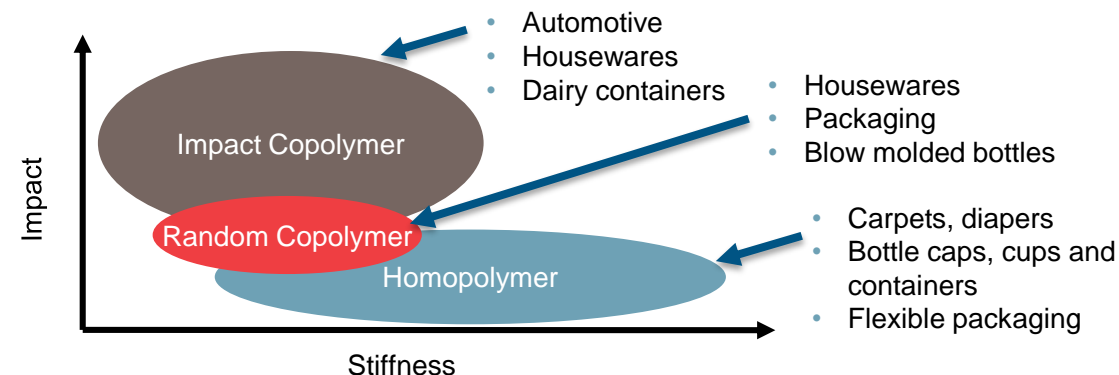 • Automotive
• Housewares
• Dairy containers
• Housewares
• Packaging
• Blow molded bottles
Impact Copolymer
Impact
Random Copolymer
Homopolymer
• Carpets, diapers
• Bottle caps, cups and
containers
• Flexible packaging
Stiffness